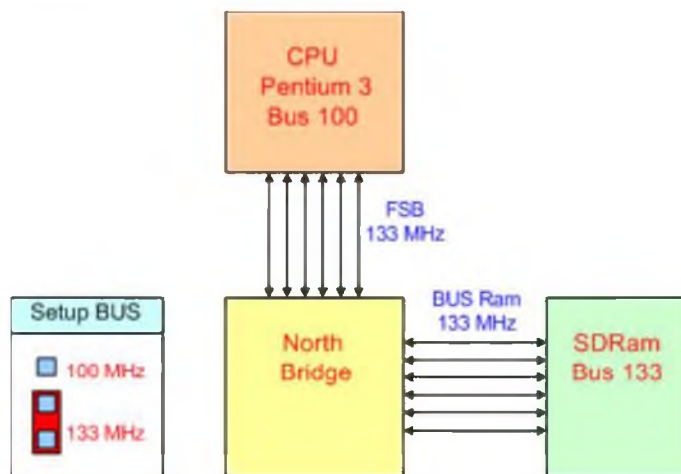 CPU
Pentium 3
Bus 100
FSB
133 MHz
Setup BUS
100 MHz
133 MHz
North
Bridge
BUS Ram
133 MHz
SDRam
Bus 133